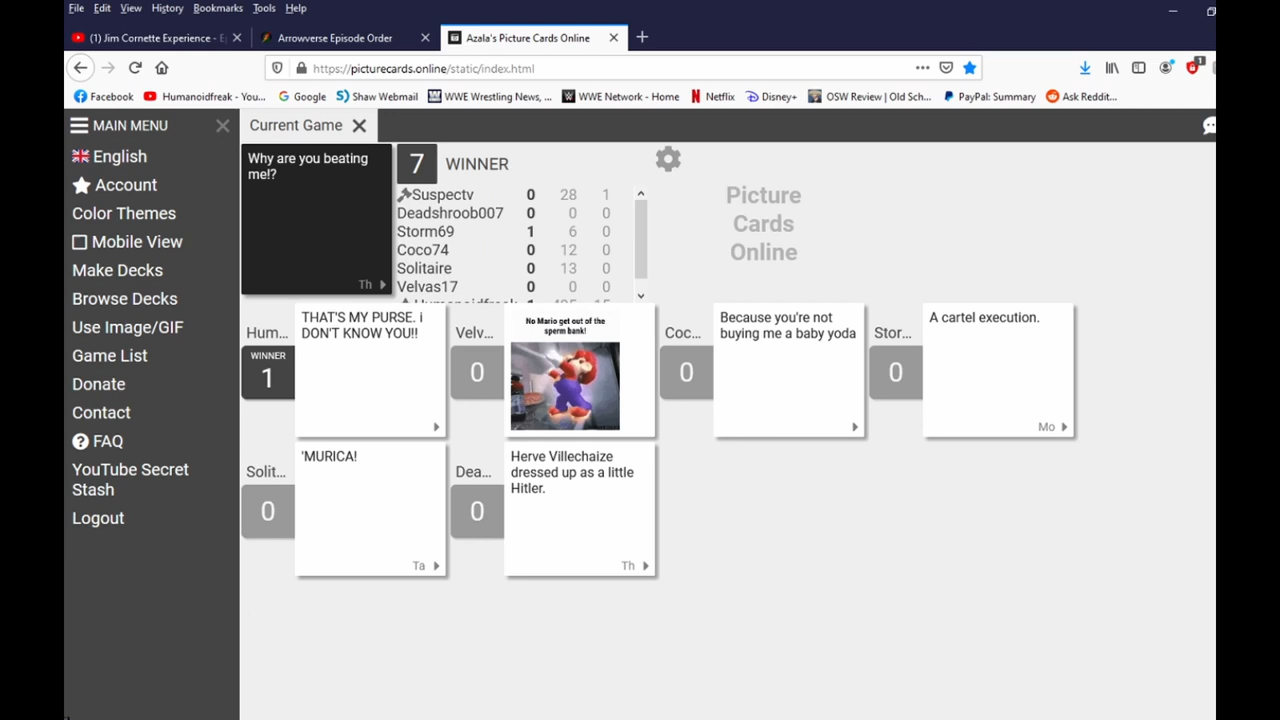 File Edit View History Bookmarks Tools Help
(1) Jim Cornette Experience - E
Arrowverse Episode Order
Azala's Picture Cards Online
https://picturecards.online/static/index.html
1
Facebook
Humanoidfreak - You...
Google
Shaw Webmail
WWE Wrestling News, ...
WWE Network - Home
Netflix
Disney+
OSW Review | Old Sch...
PayPal: Summary
Ask Reddit...
MAIN MENU
English
Account
Color Themes
Mobile View
Make Decks
Browse Decks
Use Image/GIF
Game List
Donate
Contact
FAQ
YouTube Secret
Stash
Logout
Current Game
Why are you beating
me!?
Th
7 WINNER
Suspectv 0 28 1
Deadshroob007 0 0 0
Storm69 1 6 0
Coco74 0 12 0
Solitaire 0 13 0
Velvas17 0 0 0
Humanoidfreak 1
Picture
Cards
Online
Hum...
WINNER
1
THAT'S MY PURSE. i
DON'T KNOW YOU!!
Velv...
0
No Mario get out of the
sperm bank!
Coc...
0
Because you're not
buying me a baby yoda
Stor...
0
A cartel execution.
Mo
Solit...
0
'MURICA!
Ta
Dea...
0
Herve Villechaize
dressed up as a little
Hitler.
Th